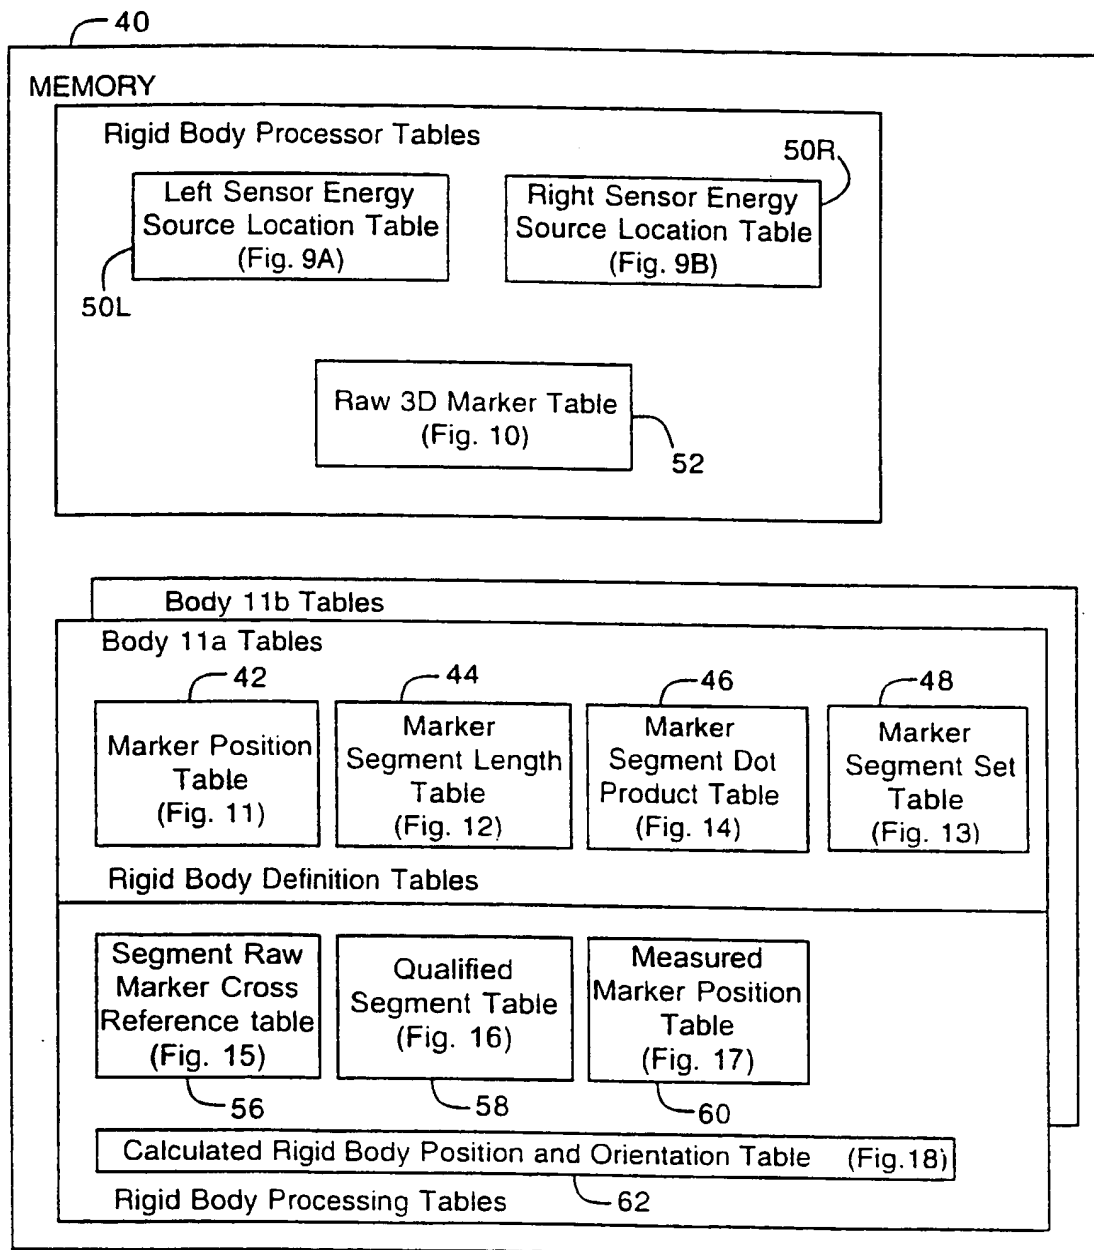 40
MEMORY
Rigid Body Processor Tables
50R
Left Sensor Energy
Source Location Table
(Fig. 9A)
Right Sensor Energy
Source Location Table
(Fig. 9B)
50L
Raw 3D Marker Table
(Fig. 10)
52
Body 11b Tables
Body 11a Tables
42
44
46
48
Marker Position
Table
(Fig. 11)
Marker
Segment Length
Table
(Fig. 12)
Marker
Segment Dot
Product Table
(Fig. 14)
Marker
Segment Set
Table
(Fig. 13)
Rigid Body Definition Tables
Segment Raw
Marker Cross
Reference table
(Fig. 15)
Qualified
Segment Table
(Fig. 16)
Measured
Marker Position
Table
(Fig. 17)
56
58
60
Calculated Rigid Body Position and Orientation Table (Fig.18)
Rigid Body Processing Tables
62